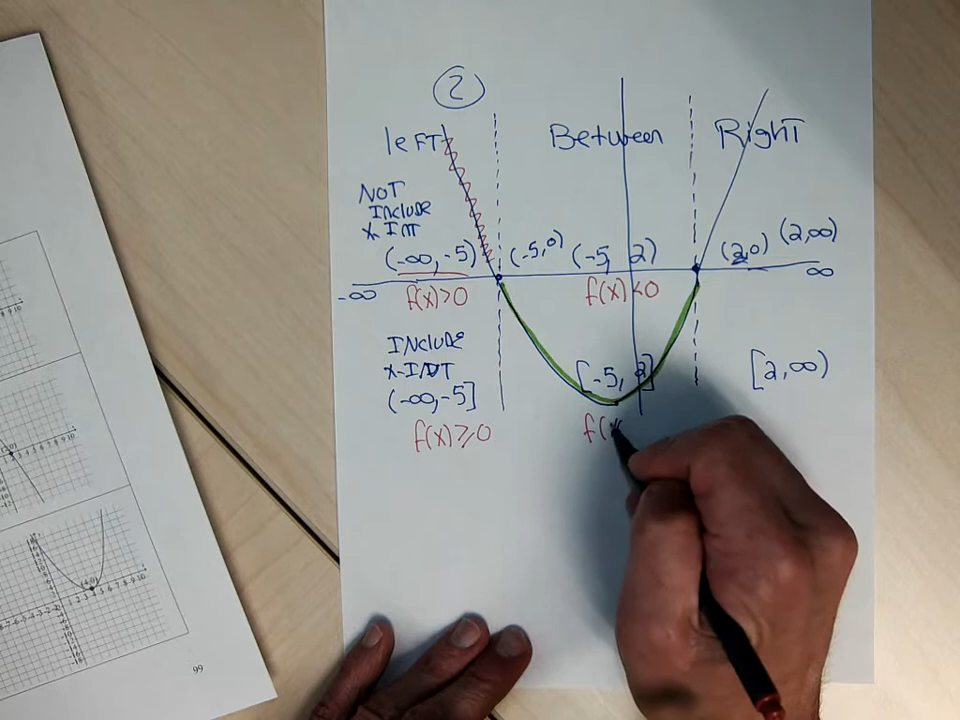 2
leFT Between Right
NOT
INclude
x-INT
(-∞, -5) (-5, 0) (-5, 2) (2, 0) (2, ∞)
-∞ ∞
f(x) > 0 f(x) < 0
INclude
x-INT
(-∞, -5] [-5, 2] [2, ∞)
f(x) ≥ 0 f(x
99